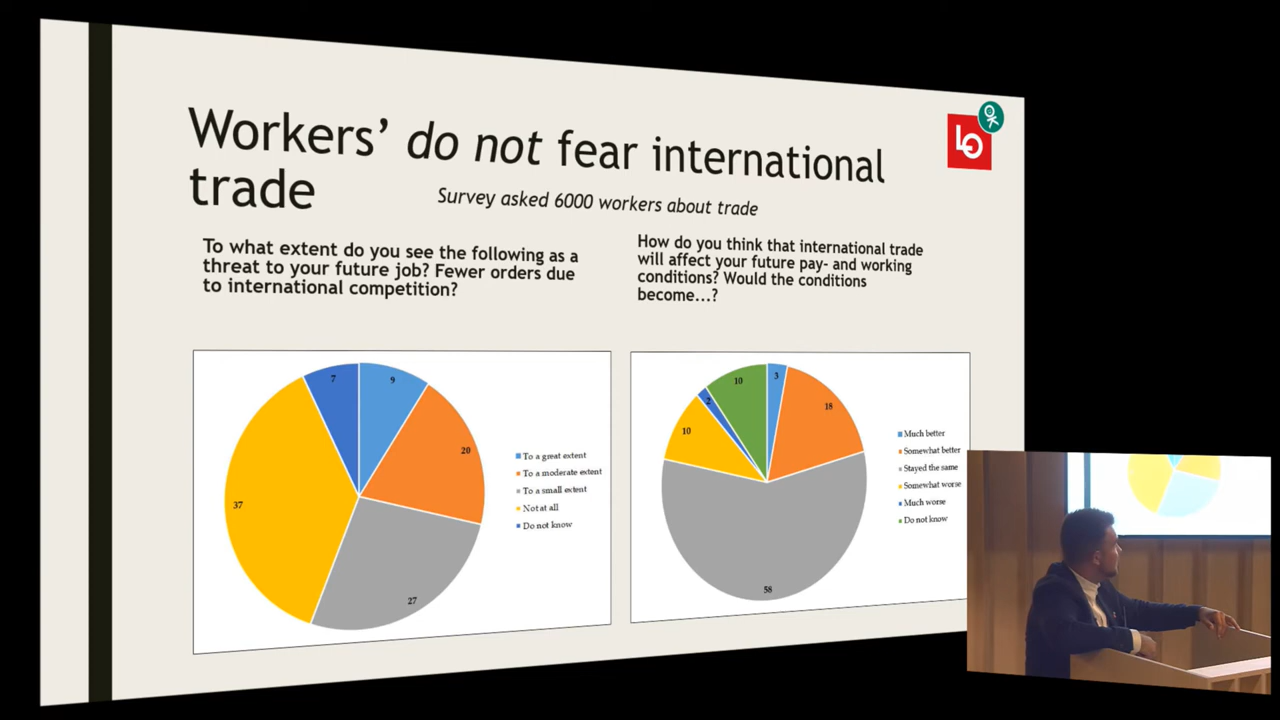 Workers' do not fear international
trade
Survey asked 6000 workers about trade
LO
To what extent do you see the following as a
threat to your future job? Fewer orders due
to international competition?
How do you think that international trade
will affect your future pay- and working
conditions? Would the conditions
become...?
7
9
20
37
27
To a great extent
To a moderate extent
To a small extent
Not at all
Do not know
10
3
2
18
10
58
Much better
Somewhat better
Stayed the same
Somewhat worse
Much worse
Do not know